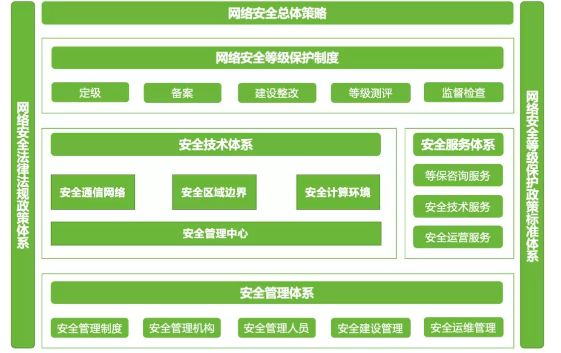 网络安全总体策略
网络安全法律法规政策体系
网络安全等级保护制度
定级
备案
建设整改
等级测评
监督检查
安全技术体系
安全通信网络
安全区域边界
安全计算环境
安全管理中心
安全服务体系
等保咨询服务
安全技术服务
安全运营服务
安全管理体系
安全管理制度
安全管理机构
安全管理人员
安全建设管理
安全运维管理
网络安全等级保护政策标准体系